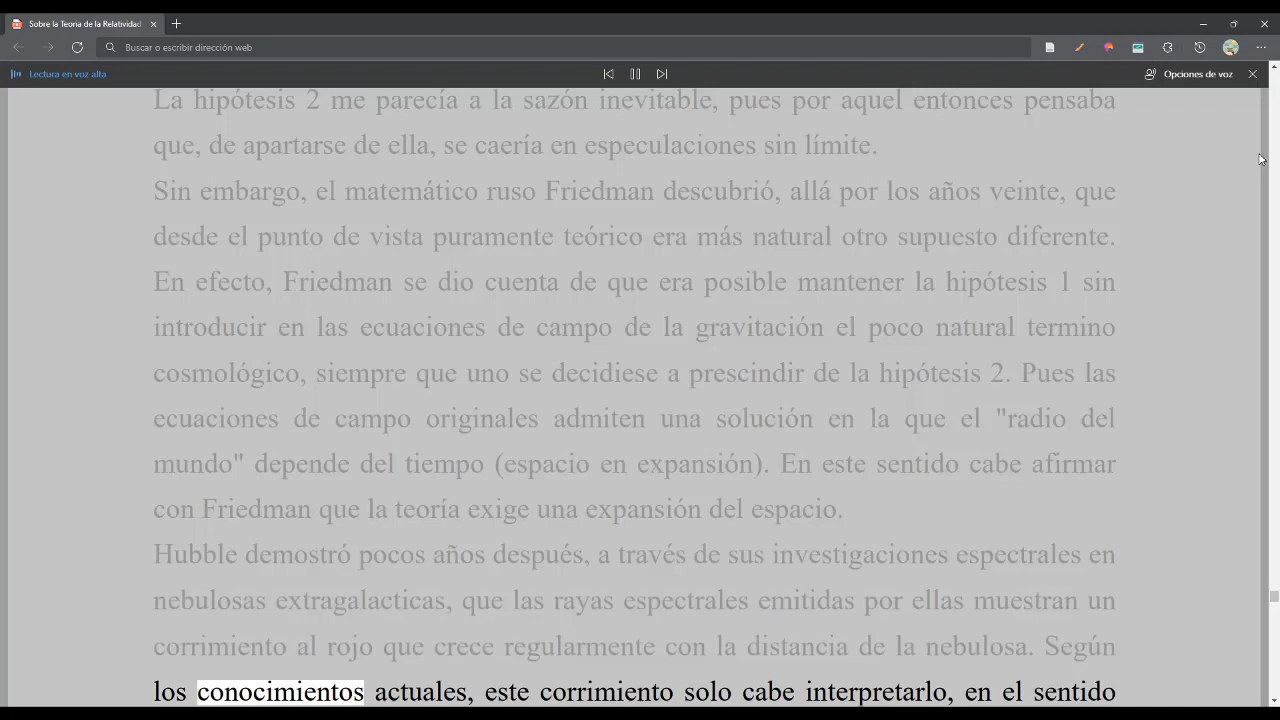 Sobre la Teoria de la Relatividad
Buscar o escribir dirección web
Lectura en voz alta
Opciones de voz
La hipótesis 2 me parecía a la sazón inevitable, pues por aquel entonces pensaba
que, de apartarse de ella, se caería en especulaciones sin límite.
Sin embargo, el matemático ruso Friedman descubrió, allá por los años veinte, que
desde el punto de vista puramente teórico era más natural otro supuesto diferente.
En efecto, Friedman se dio cuenta de que era posible mantener la hipótesis 1 sin
introducir en las ecuaciones de campo de la gravitación el poco natural termino
cosmológico, siempre que uno se decidiese a prescindir de la hipótesis 2. Pues las
ecuaciones de campo originales admiten una solución en la que el "radio del
mundo" depende del tiempo (espacio en expansión). En este sentido cabe afirmar
con Friedman que la teoría exige una expansión del espacio.
Hubble demostró pocos años después, a través de sus investigaciones espectrales en
nebulosas extragalacticas, que las rayas espectrales emitidas por ellas muestran un
corrimiento al rojo que crece regularmente con la distancia de la nebulosa. Según
los conocimientos actuales, este corrimiento solo cabe interpretarlo, en el sentido